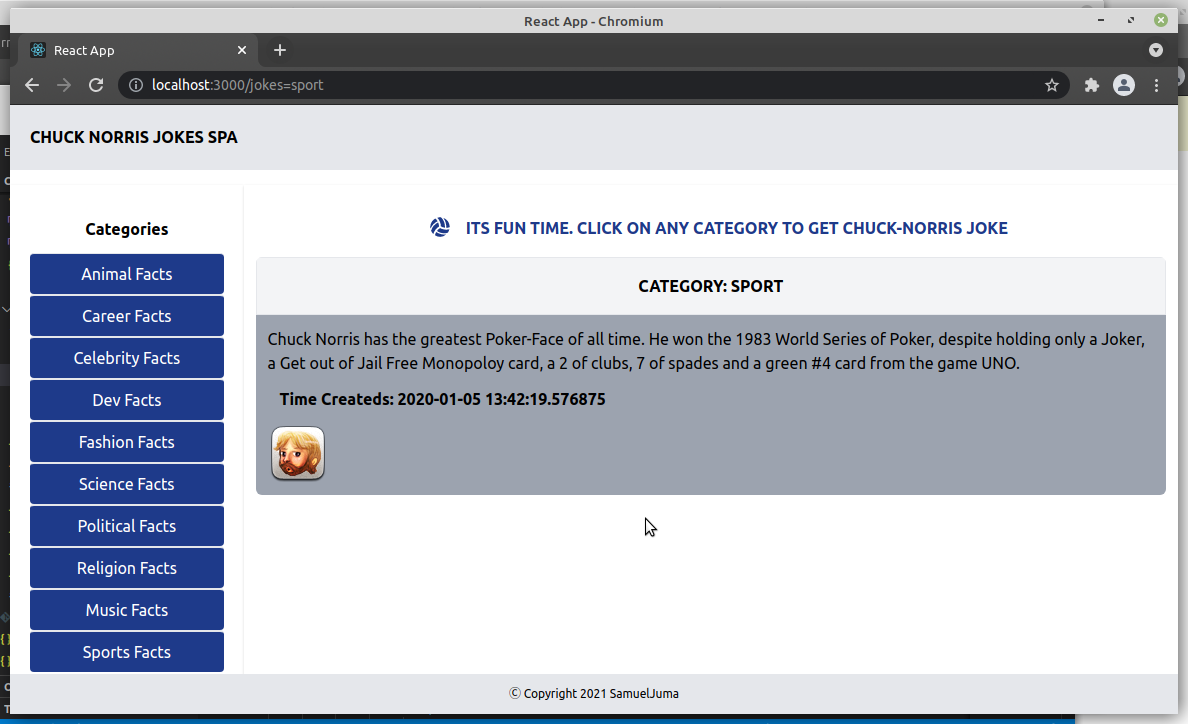 React App - Chromium
React App
localhost:3000/jokes=sport
CHUCK NORRIS JOKES SPA
Categories
Animal Facts
Career Facts
Celebrity Facts
Dev Facts
Fashion Facts
Science Facts
Political Facts
Religion Facts
Music Facts
Sports Facts
ITS FUN TIME. CLICK ON ANY CATEGORY TO GET CHUCK-NORRIS JOKE
CATEGORY: SPORT
Chuck Norris has the greatest Poker-Face of all time. He won the 1983 World Series of Poker, despite holding only a Joker,
a Get out of Jail Free Monopoloy card, a 2 of clubs, 7 of spades and a green #4 card from the game UNO.
Time Createds: 2020-01-05 13:42:19.576875
© Copyright 2021 SamuelJuma